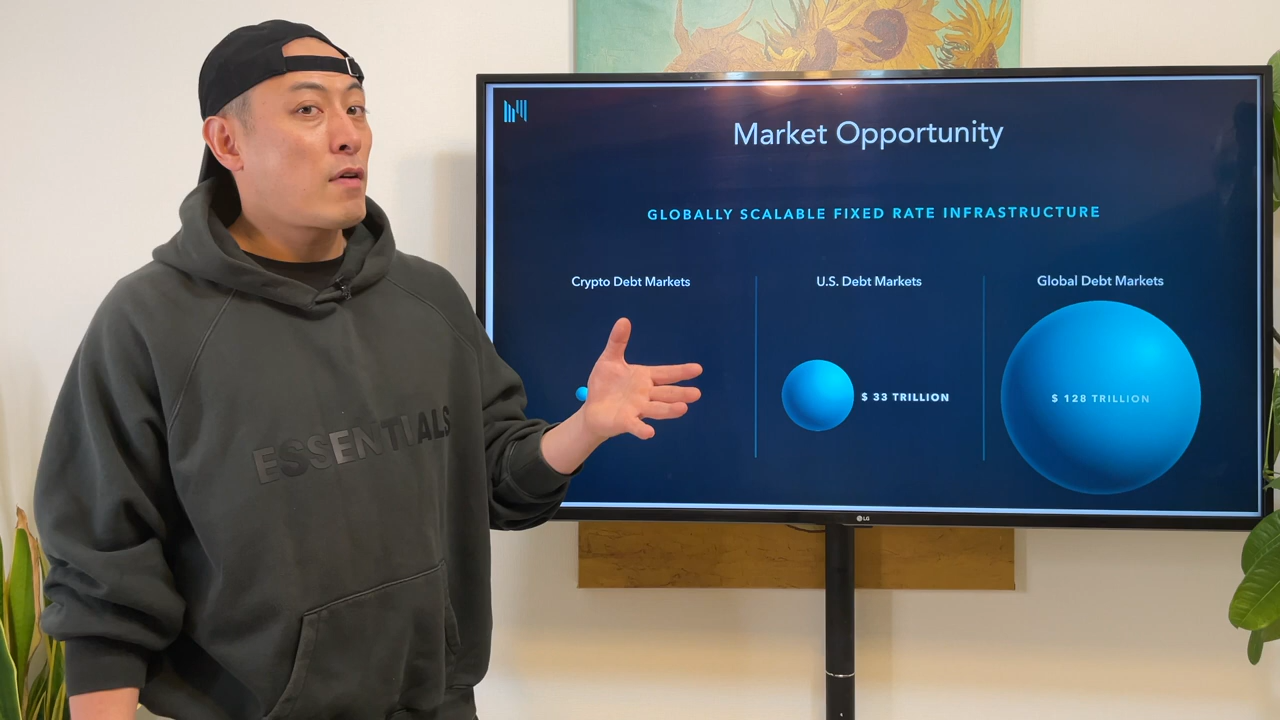 Market Opportunity
GLOBALLY SCALABLE FIXED RATE INFRASTRUCTURE
Crypto Debt Markets
U.S. Debt Markets
Global Debt Markets
$ 33 TRILLION
$ 128 TRILLION
ESSENTIALS
LG